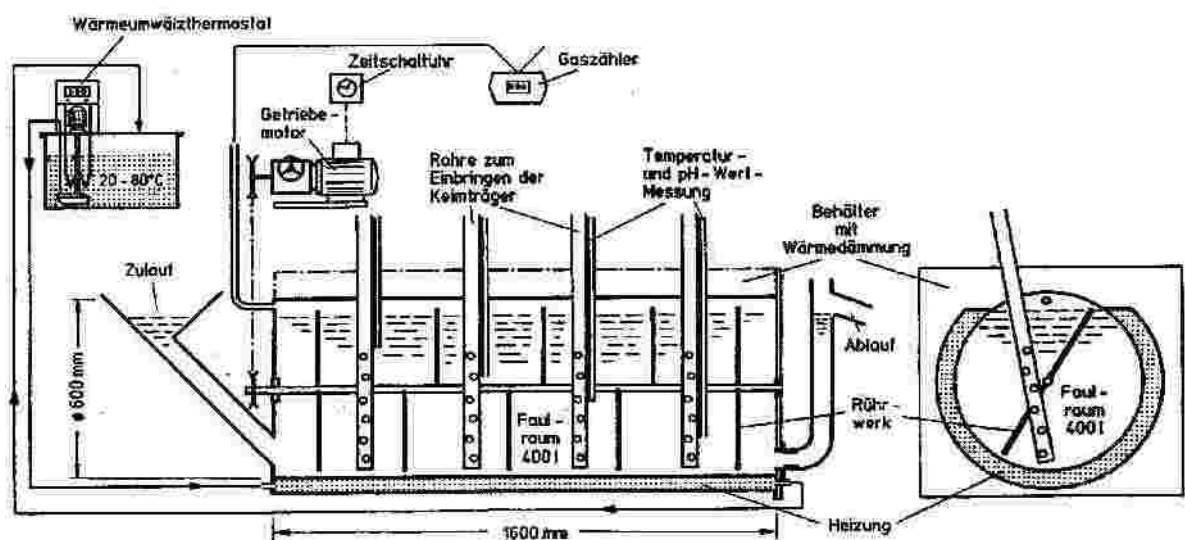 Wärmeumwälzthermostat
Zeitschaltuhr
Gaszähler
Getriebe-
motor
20 - 80°C
Rohre zum
Einbringen der
Keimträger
Temperatur-
und pH-Wert-
Messung
Behälter
mit
Wärmedämmung
Zulauf
Ablauf
ø 600 mm
Faul-
raum
400 l
Rühr-
werk
Faul-
raum
400 l
Heizung
1600 mm